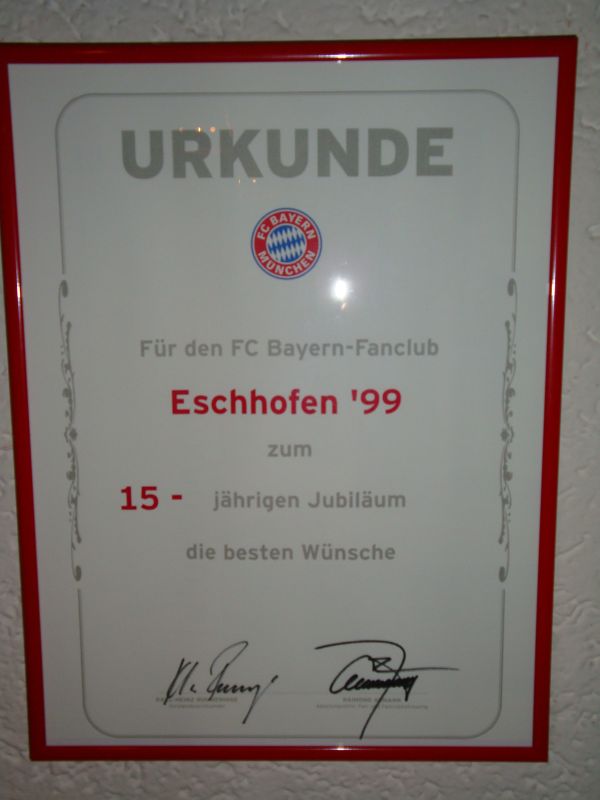 URKUNDE
FC BAYERN
MÜNCHEN
Für den FC Bayern-Fanclub
Eschhofen '99
zum
15 - jährigen Jubiläum
die besten Wünsche